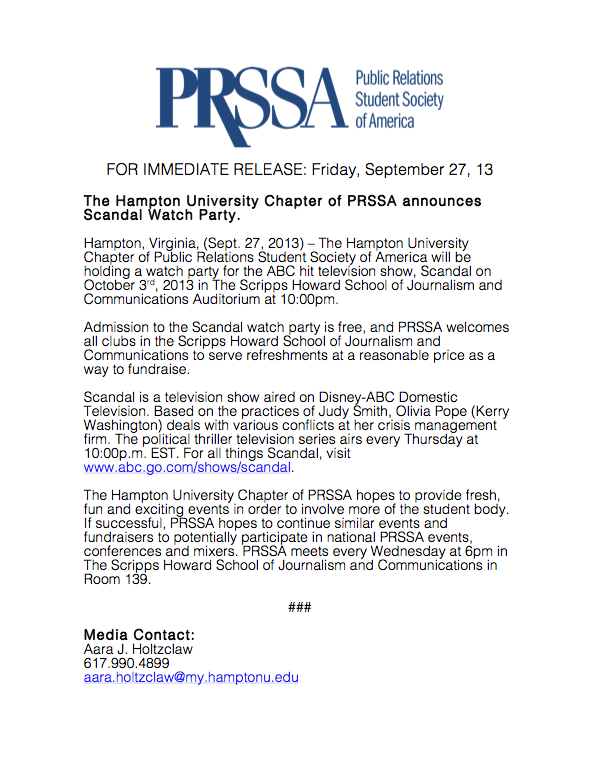 PRSSA Public Relations
Student Society
of America
FOR IMMEDIATE RELEASE: Friday, September 27, 13
The Hampton University Chapter of PRSSA announces
Scandal Watch Party.
Hampton, Virginia, (Sept. 27, 2013) – The Hampton University
Chapter of Public Relations Student Society of America will be
holding a watch party for the ABC hit television show, Scandal on
October 3rd, 2013 in The Scripps Howard School of Journalism and
Communications Auditorium at 10:00pm.
Admission to the Scandal watch party is free, and PRSSA welcomes
all clubs in the Scripps Howard School of Journalism and
Communications to serve refreshments at a reasonable price as a
way to fundraise.
Scandal is a television show aired on Disney-ABC Domestic
Television. Based on the practices of Judy Smith, Olivia Pope (Kerry
Washington) deals with various conflicts at her crisis management
firm. The political thriller television series airs every Thursday at
10:00p.m. EST. For all things Scandal, visit
www.abc.go.com/shows/scandal.
The Hampton University Chapter of PRSSA hopes to provide fresh,
fun and exciting events in order to involve more of the student body.
If successful, PRSSA hopes to continue similar events and
fundraisers to potentially participate in national PRSSA events,
conferences and mixers. PRSSA meets every Wednesday at 6pm in
The Scripps Howard School of Journalism and Communications in
Room 139.
###
Media Contact:
Aara J. Holtzclaw
617.990.4899
aara.holtzclaw@my.hamptonu.edu